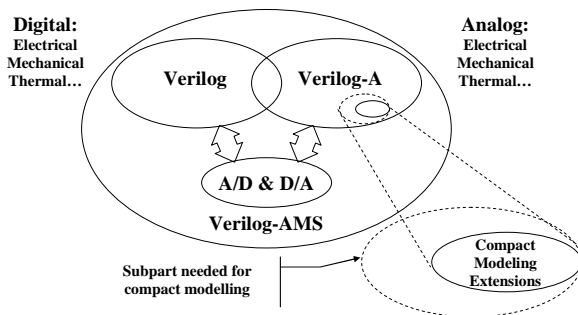 Digital:
Electrical
Mechanical
Thermal…
Analog:
Electrical
Mechanical
Thermal…
Verilog
Verilog-A
A/D & D/A
Verilog-AMS
Subpart needed for
compact modelling
Compact
Modeling
Extensions